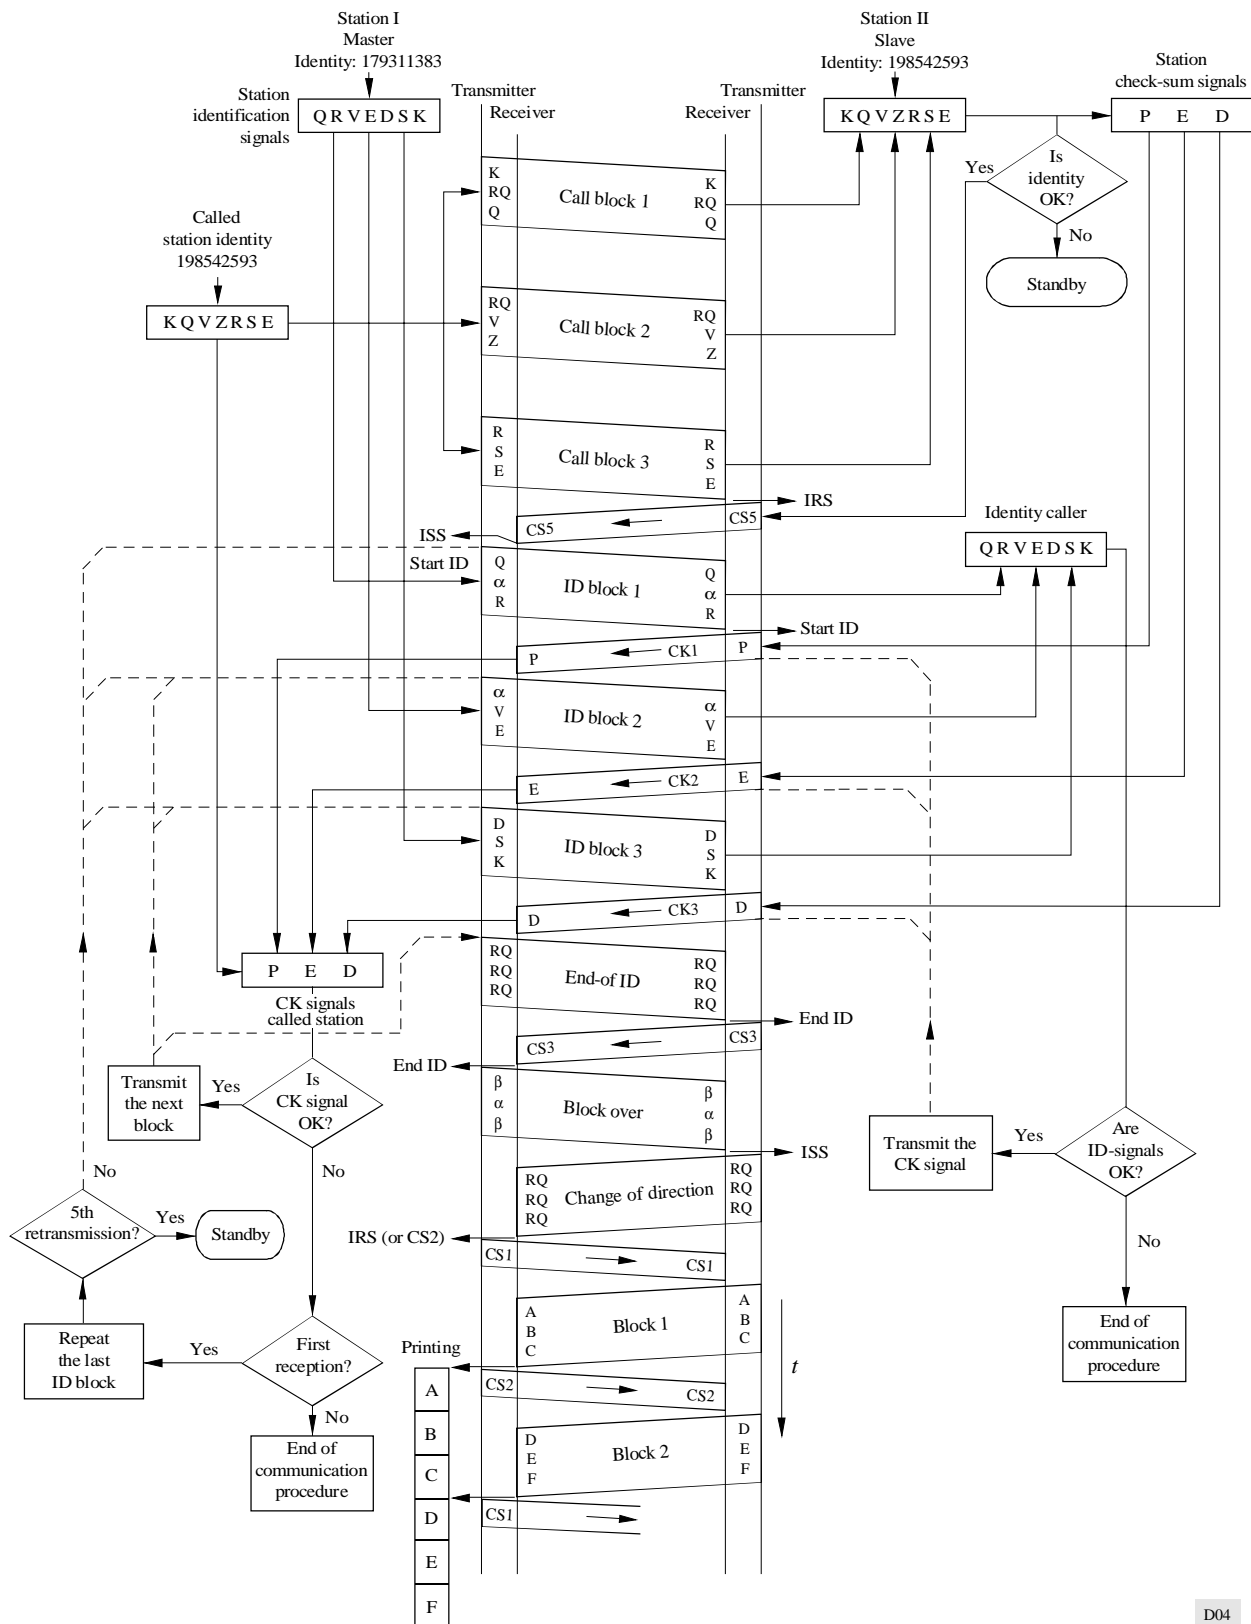 Station I
Master
Identity: 179311383
Station II
Slave
Identity: 198542593
Station
check-sum signals
Station
identification
signals
Q R V E D S K
Transmitter
Receiver
Transmitter
Receiver
K Q V Z R S E
P E D
Yes
Is
identity
OK?
No
Standby
K
RQ
Q
Call block 1
K
RQ
Q
Called
station identity
198542593
K Q V Z R S E
RQ
V
Z
Call block 2
RQ
V
Z
R
S
E
Call block 3
R
S
E
IRS
ISS
CS5
CS5
Identity caller
Q R V E D S K
Start ID
Q
α
R
ID block 1
Q
α
R
Start ID
P
CK1
P
α
V
E
ID block 2
α
V
E
E
CK2
E
D
S
K
ID block 3
D
S
K
D
CK3
D
P E D
CK signals
called station
RQ
RQ
RQ
End-of ID
RQ
RQ
RQ
End ID
CS3
CS3
End ID
Transmit
the next
block
Yes
Is
CK signal
OK?
β
α
β
Block over
β
α
β
ISS
Transmit the
CK signal
Yes
Are
ID-signals
OK?
No
No
5th
retransmission?
Yes
Standby
No
RQ
RQ
RQ
Change of direction
RQ
RQ
RQ
IRS (or CS2)
CS1
CS1
A
B
C
Block 1
A
B
C
t
End of
communication
procedure
Repeat
the last
ID block
Yes
First
reception?
No
End of
communication
procedure
Printing
CS2
CS2
D
E
F
Block 2
D
E
F
CS1
A
B
C
D
E
F
D04